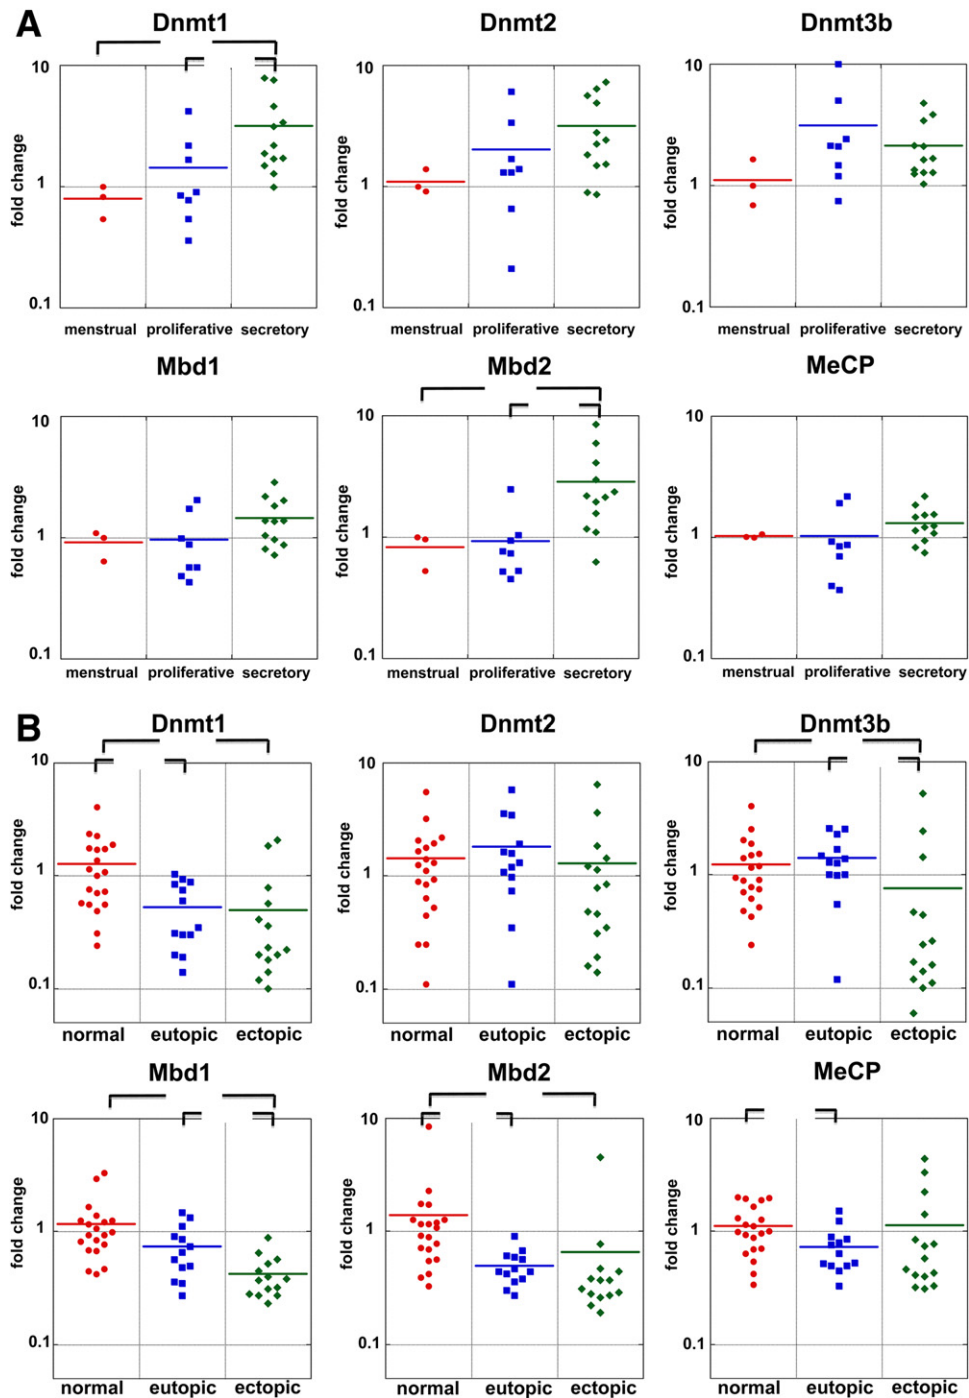 A
Dnmt1 Dnmt2 Dnmt3b
10 10 10
fold change fold change fold change
1 1 1
0.1 0.1 0.1
menstrual proliferative secretory menstrual proliferative secretory menstrual proliferative secretory
Mbd1 Mbd2 MeCP
10 10 10
fold change fold change fold change
1 1 1
0.1 0.1 0.1
menstrual proliferative secretory menstrual proliferative secretory menstrual proliferative secretory
B
Dnmt1 Dnmt2 Dnmt3b
10 10 10
fold change fold change fold change
1 1 1
0.1 0.1 0.1
normal eutopic ectopic normal eutopic ectopic normal eutopic ectopic
Mbd1 Mbd2 MeCP
10 10 10
fold change fold change fold change
1 1 1
0.1 0.1 0.1
normal eutopic ectopic normal eutopic ectopic normal eutopic ectopic